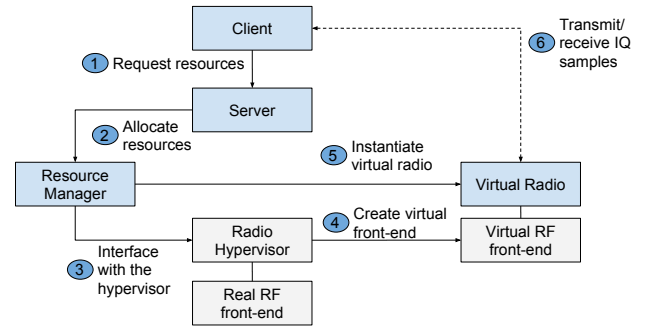 Client
6
Transmit/
receive IQ
samples
1
Request resources
Server
2
Allocate
resources
5
Instantiate
virtual radio
Resource
Manager
Virtual Radio
3
Interface
with the
hypervisor
Radio
Hypervisor
4
Create virtual
front-end
Virtual RF
front-end
Real RF
front-end